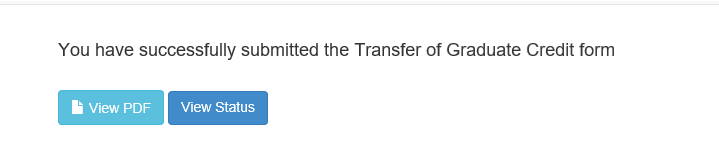 You have successfully submitted the Transfer of Graduate Credit form
View PDF View Status